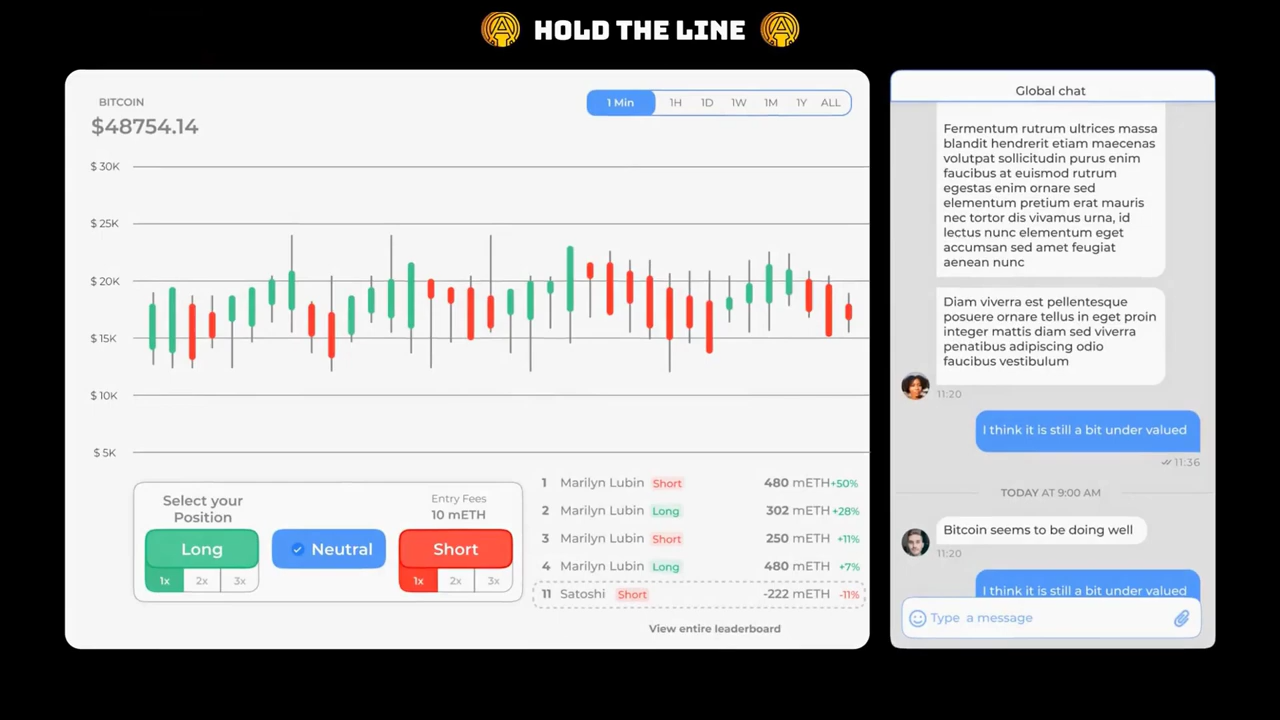 HOLD THE LINE
BITCOIN
$48754.14
1 Min 1H 1D 1W 1M 1Y ALL
$ 30K
$ 25K
$ 20K
$ 15K
$ 10K
$ 5K
Select your
Position
Entry Fees
10 mETH
Long
Neutral
Short
1x 2x 3x
1x 2x 3x
1 Marilyn Lubin Short 480 mETH +50%
2 Marilyn Lubin Long 302 mETH +28%
3 Marilyn Lubin Short 250 mETH +11%
4 Marilyn Lubin Long 480 mETH +7%
11 Satoshi Short -222 mETH -11%
View entire leaderboard
Global chat
Fermentum rutrum ultrices massa
blandit hendrerit etiam maecenas
volutpat sollicitudin purus enim
faucibus at euismod rutrum
egestas enim ornare sed
elementum pretium erat mauris
nec tortor dis vivamus urna, id
lectus nunc elementum eget
accumsan sed amet feugiat
aenean nunc
Diam viverra est pellentesque
posuere ornare tellus in eget proin
integer mattis diam sed viverra
penatibus adipiscing odio
faucibus vestibulum
11:20
I think it is still a bit under valued
11:36
TODAY AT 9:00 AM
Bitcoin seems to be doing well
11:20
I think it is still a bit under valued
Type a message